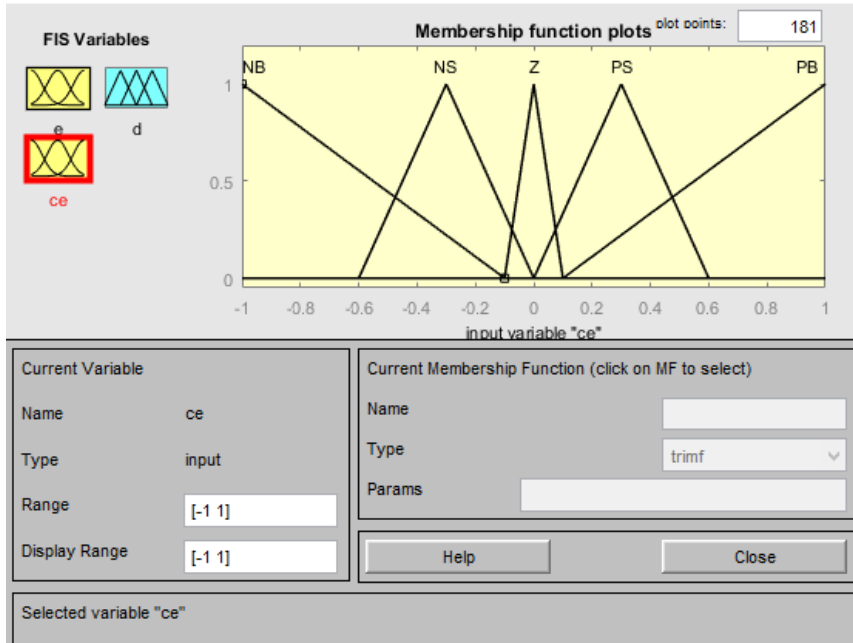 FIS Variables
e
d
ce
Membership function plots
plot points:
181
NB
NS
Z
PS
PB
1
0.5
0
-1
-0.8
-0.6
-0.4
-0.2
0
0.2
0.4
0.6
0.8
1
input variable "ce"
Current Variable
Name
ce
Type
input
Range
[-1 1]
Display Range
[-1 1]
Current Membership Function (click on MF to select)
Name
Type
trimf
Params
Help
Close
Selected variable "ce"